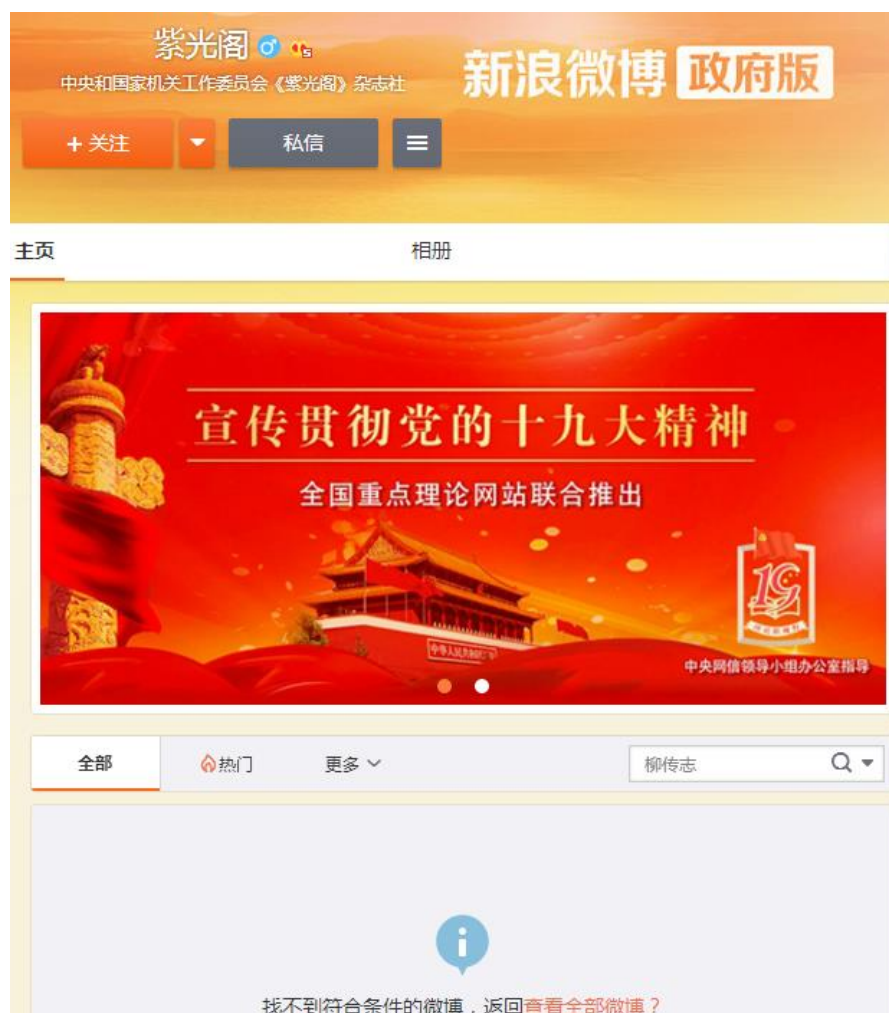 紫光阁
中央和国家机关工作委员会《紫光阁》杂志社
新浪微博 政府版
+ 关注
私信
主页
相册
宣传贯彻党的十九大精神
全国重点理论网站联合推出
19
中央网信领导小组办公室指导
全部
热门
更多
柳传志
找不到符合条件的微博，返回查看全部微博？